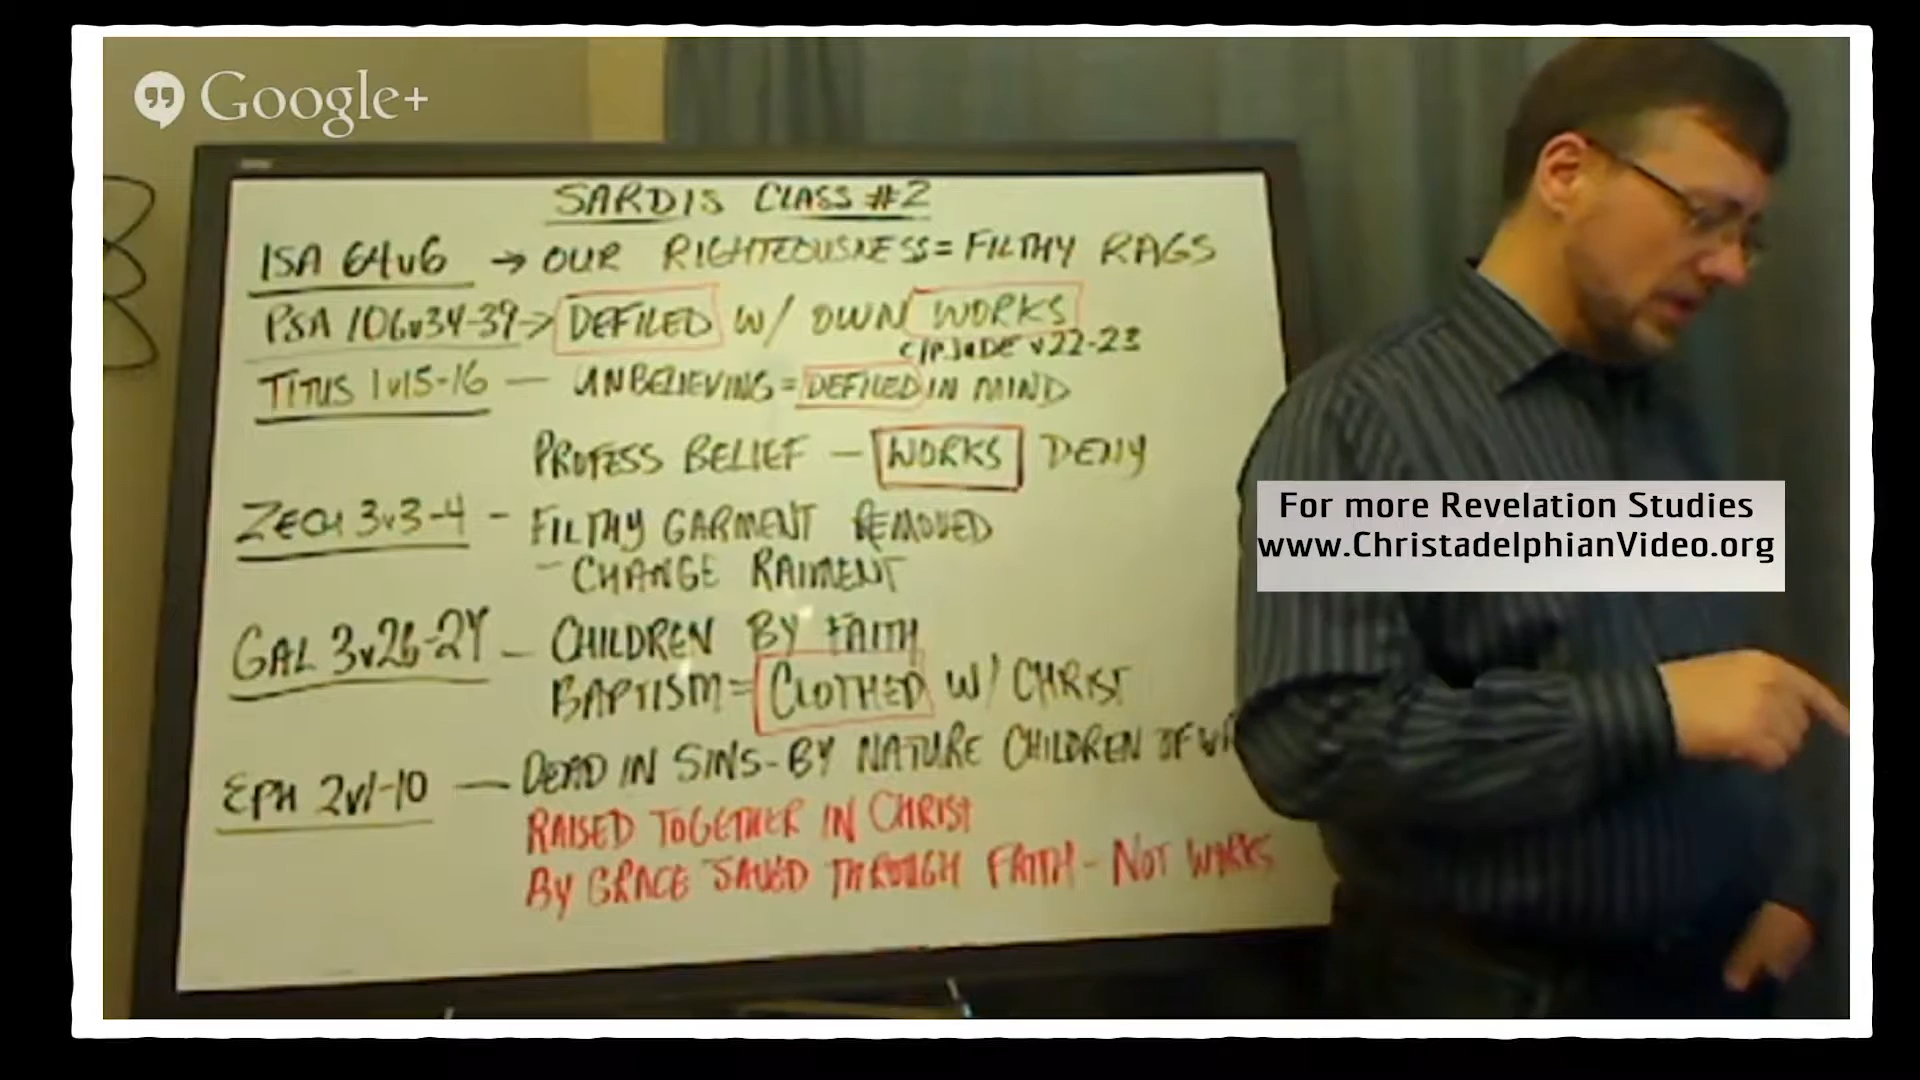 Google+
SARDIS CLASS #2
ISA 64v6 → OUR RIGHTEOUSNESS = FILTHY RAGS
PSA 106v34-39 → DEFILED W/ OWN WORKS
C/P JUDE v22-23
TITUS 1v15-16 — UNBELIEVING = DEFILED IN MIND
PROFESS BELIEF — WORKS DENY
ZECH 3v3-4 - FILTHY GARMENT REMOVED
- CHANGE RAIMENT
GAL 3v26-29 - CHILDREN BY FAITH
BAPTISM = CLOTHED W/ CHRIST
EPH 2v1-10 — DEAD IN SINS - BY NATURE CHILDREN OF
RAISED TOGETHER IN CHRIST
BY GRACE SAVED THROUGH FAITH - NOT WORKS
For more Revelation Studies
www.ChristadelphianVideo.org